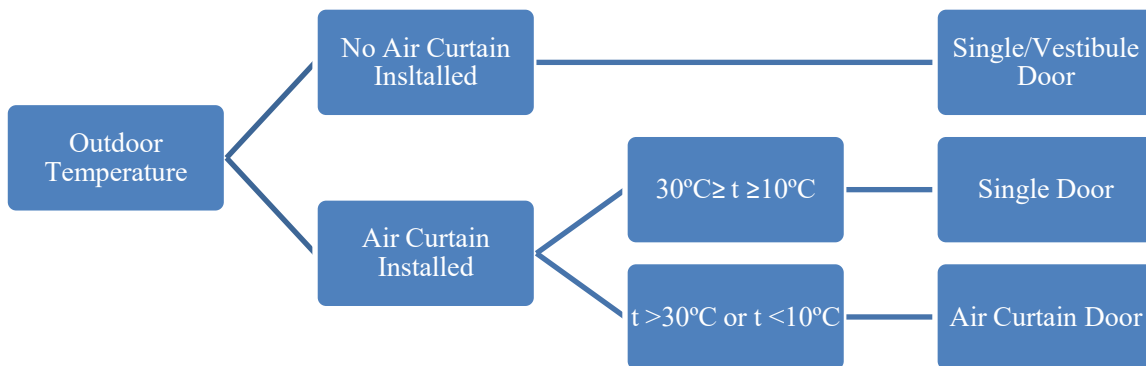 No Air Curtain
Insltalled
Single/Vestibule
Door
Outdoor
Temperature
30ºC≥ t ≥10ºC
Single Door
Air Curtain
Installed
t >30ºC or t <10ºC
Air Curtain Door